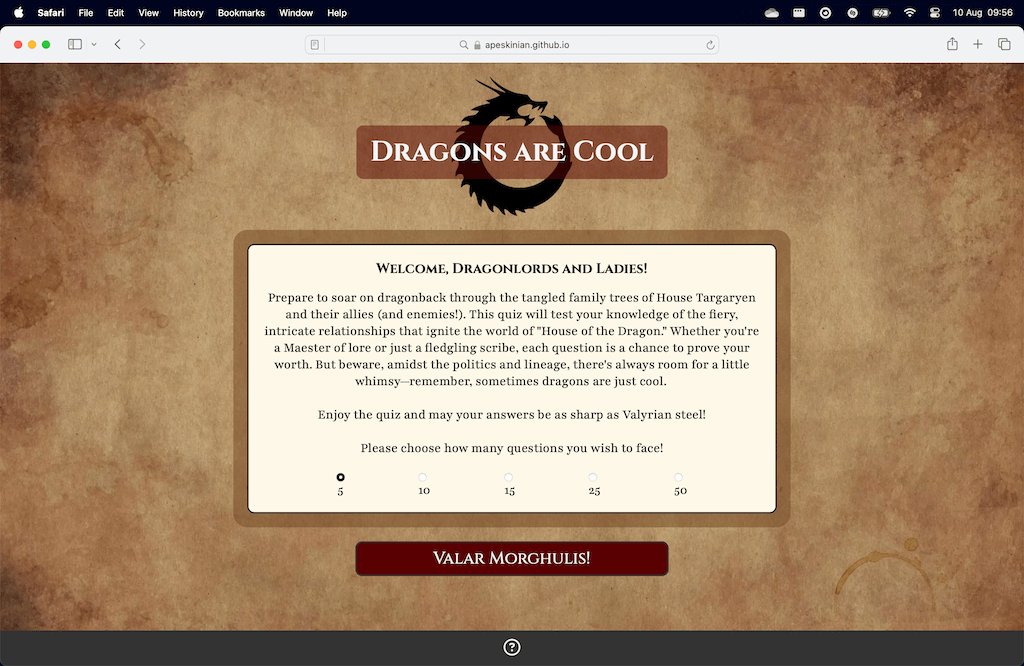 Safari File Edit View History Bookmarks Window Help 10 Aug 09:56
apeskinian.github.io
Dragons are Cool
Welcome, Dragonlords and Ladies!
Prepare to soar on dragonback through the tangled family trees of House Targaryen
and their allies (and enemies!). This quiz will test your knowledge of the fiery,
intricate relationships that ignite the world of "House of the Dragon." Whether you're
a Maester of lore or just a fledgling scribe, each question is a chance to prove your
worth. But beware, amidst the politics and lineage, there's always room for a little
whimsy—remember, sometimes dragons are just cool.
Enjoy the quiz and may your answers be as sharp as Valyrian steel!
Please choose how many questions you wish to face!
5 10 15 25 50
Valar Morghulis!
?